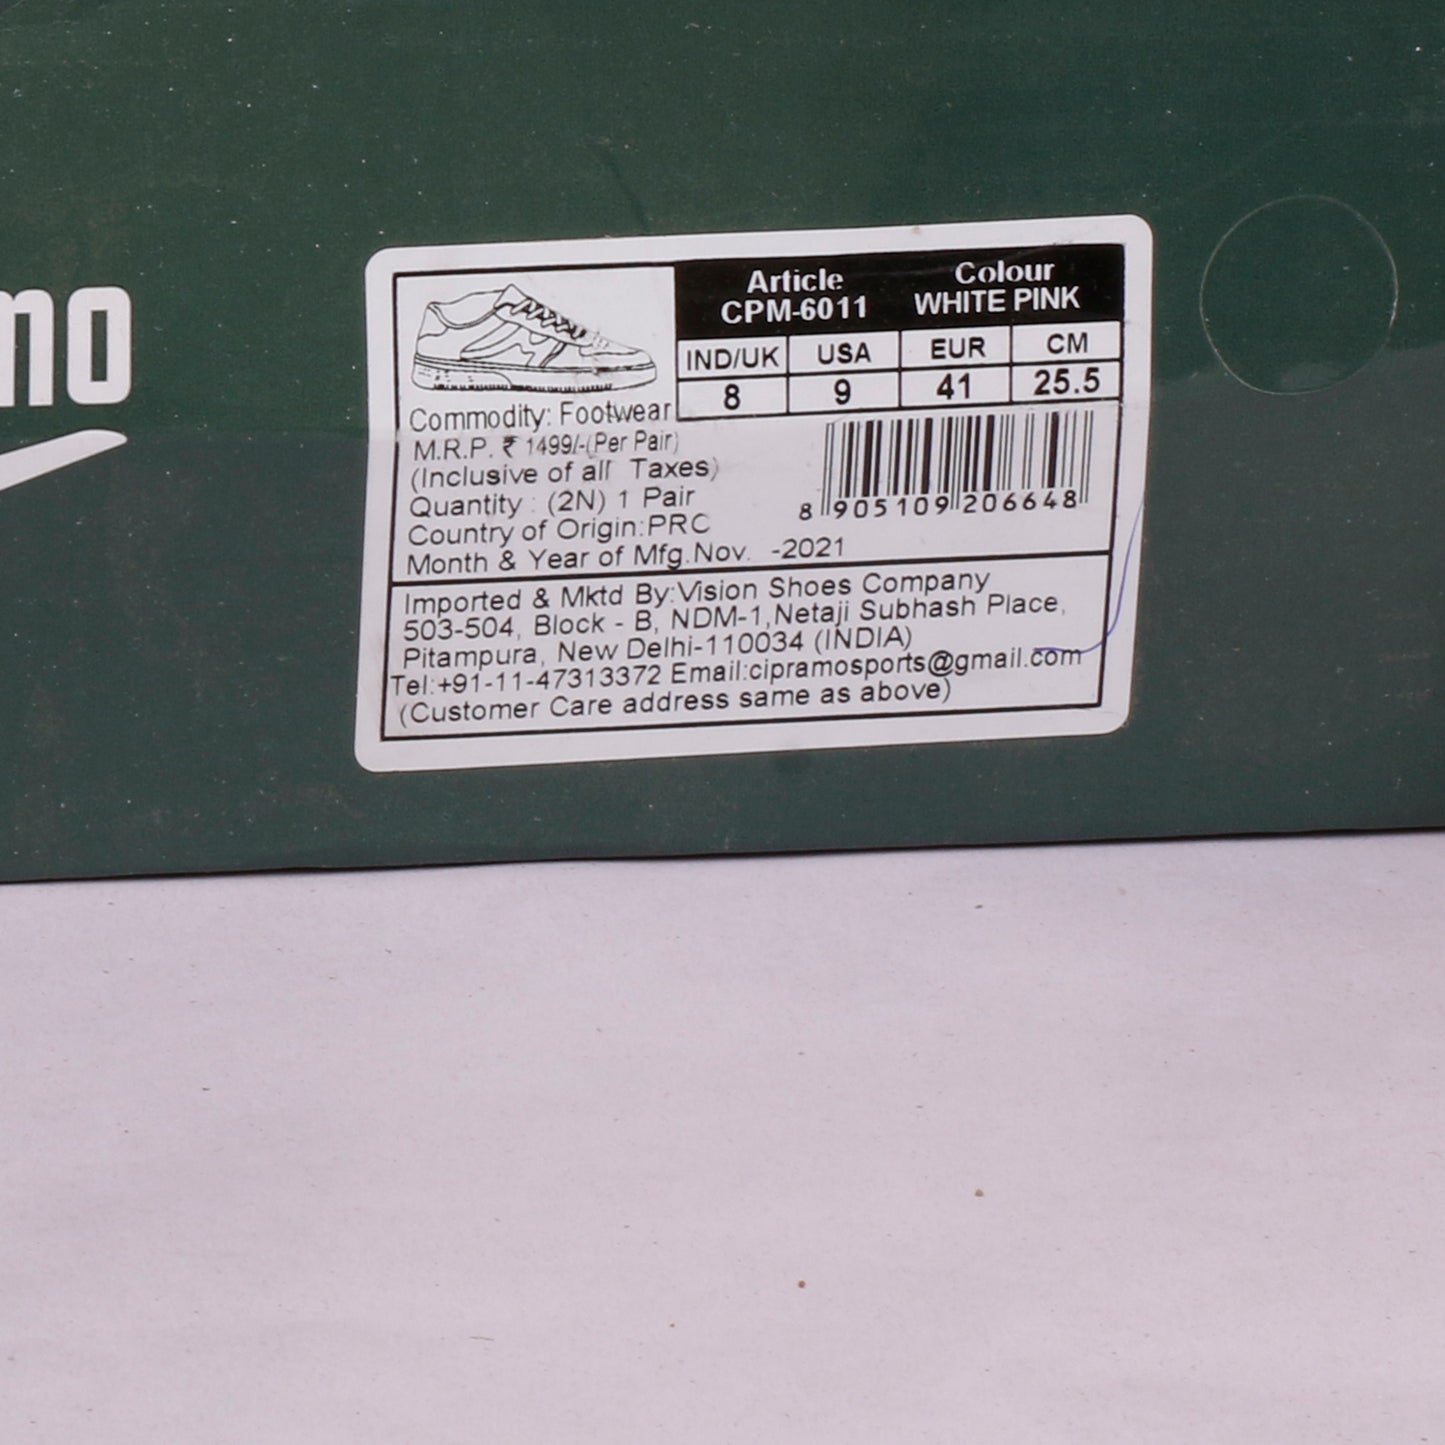 mo
Article Colour
CPM-6011 WHITE PINK
IND/UK USA EUR CM
8 9 41 25.5
Commodity: Footwear
M.R.P. ₹ 1499/-(Per Pair)
(Inclusive of all Taxes)
Quantity : (2N) 1 Pair
8 905109 206648
Country of Origin:PRC
Month & Year of Mfg.Nov. -2021
Imported & Mktd By:Vision Shoes Company
503-504, Block - B, NDM-1,Netaji Subhash Place,
Pitampura, New Delhi-110034 (INDIA)
Tel:+91-11-47313372 Email:cipramosports@gmail.com
(Customer Care address same as above)